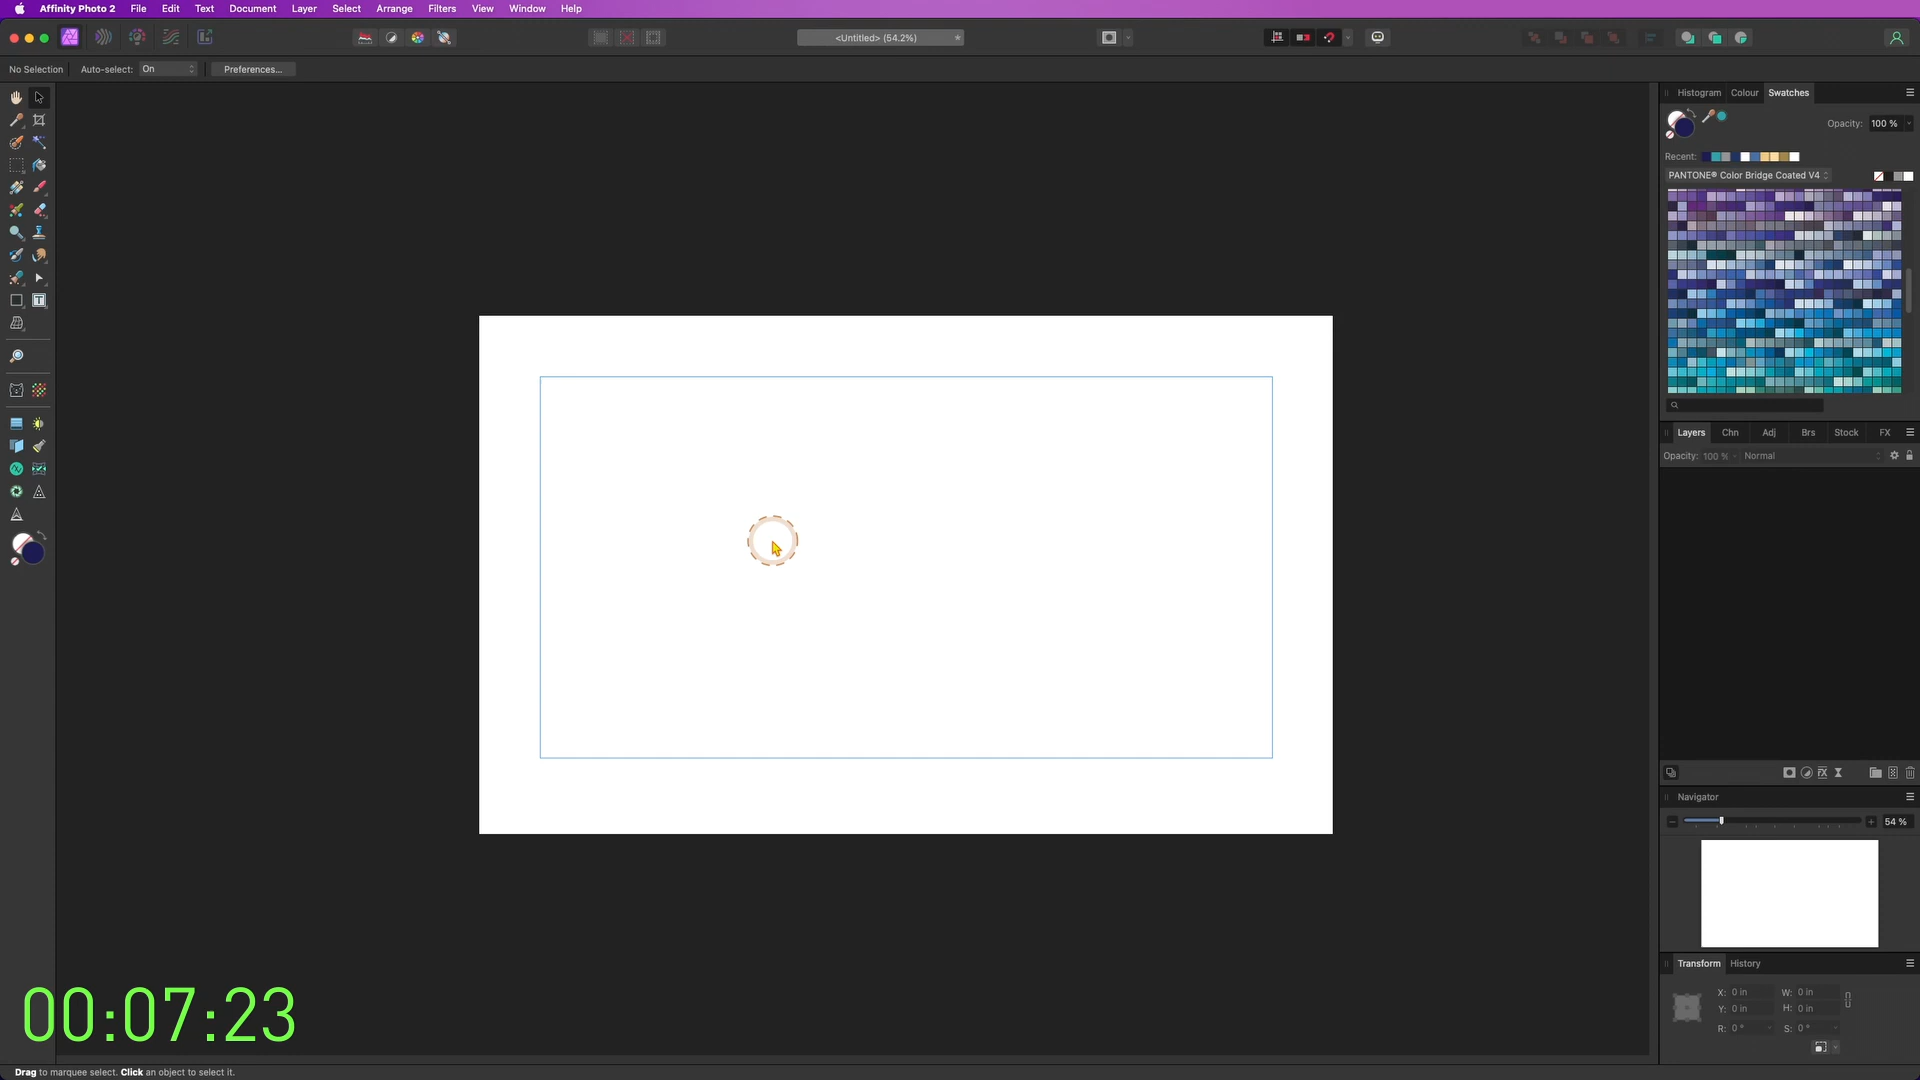 Affinity Photo 2 File Edit Text Document Layer Select Arrange Filters View Window Help
<Untitled> (54.2%)
No Selection Auto-select: On Preferences...
Histogram Colour Swatches
Opacity: 100 %
Recent:
PANTONE® Color Bridge Coated V4
Layers Chn Adj Brs Stock FX
Opacity: 100 % Normal
Navigator
54 %
Transform History
X: 0 in W: 0 in
Y: 0 in H: 0 in
R: 0 ° S: 0 °
00:07:23
Drag to marquee select. Click an object to select it.